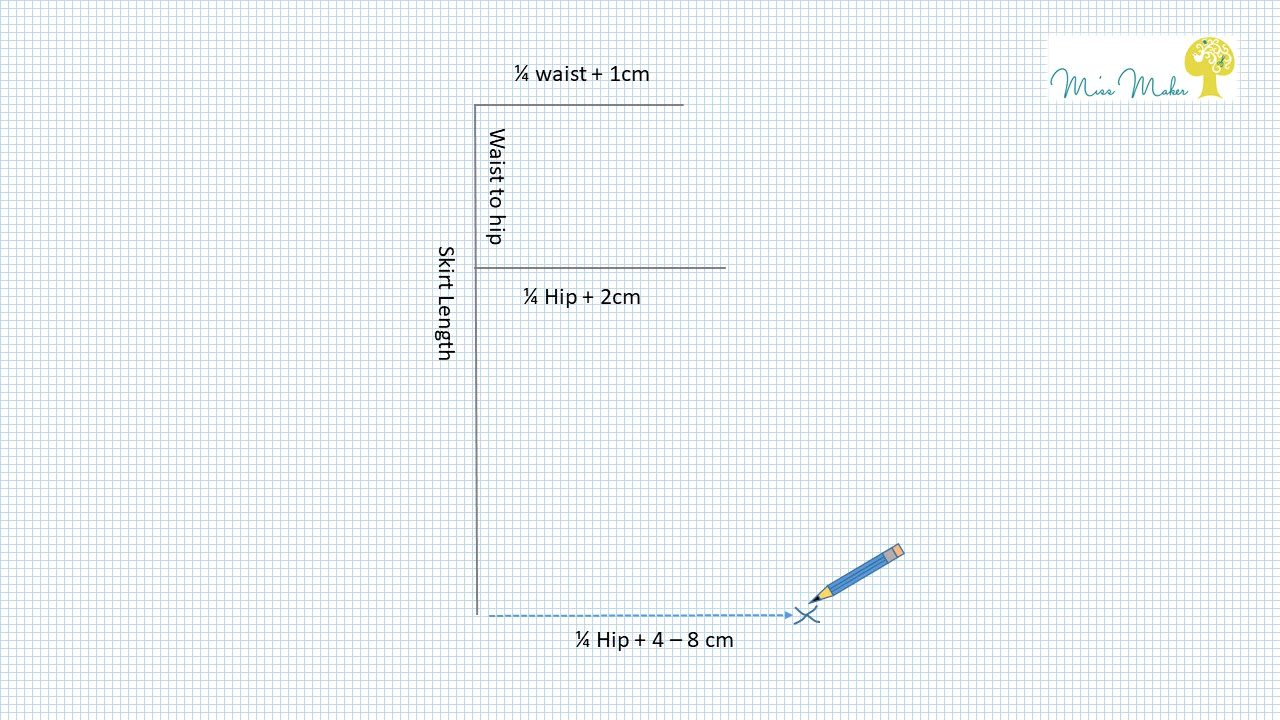 ¼ waist + 1cm
Miss Maker
Waist to hip
Skirt Length
¼ Hip + 2cm
¼ Hip + 4 – 8 cm